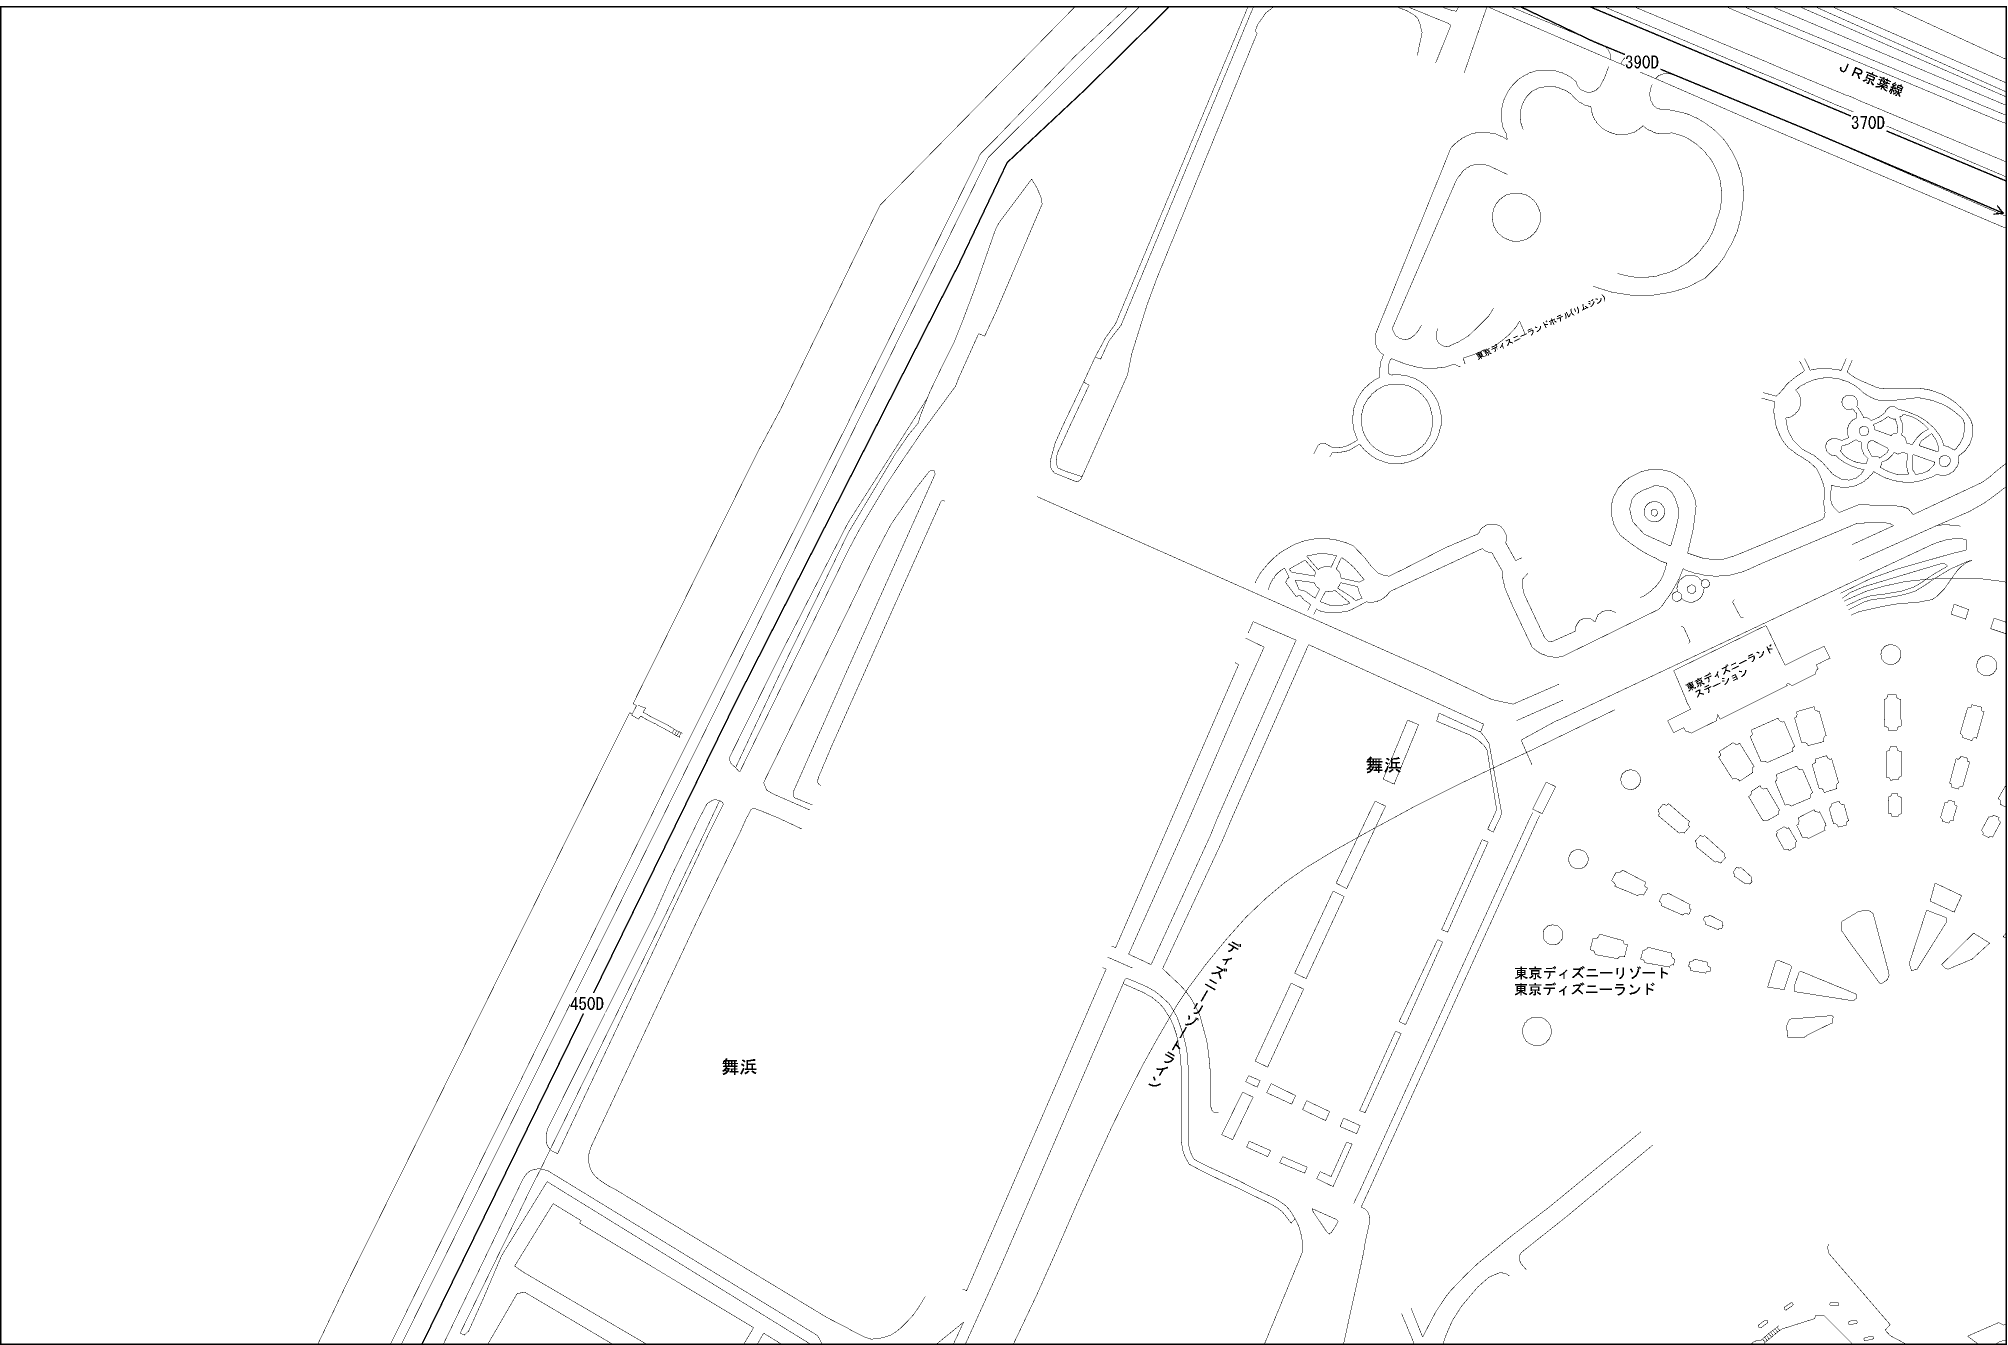 390D
JR京葉線
370D
東京ディズニーランドホテル(リムジン)
東京ディズニーランド
ステーション
舞浜
ディズニーリゾートライン
東京ディズニーリゾート
東京ディズニーランド
450D
舞浜